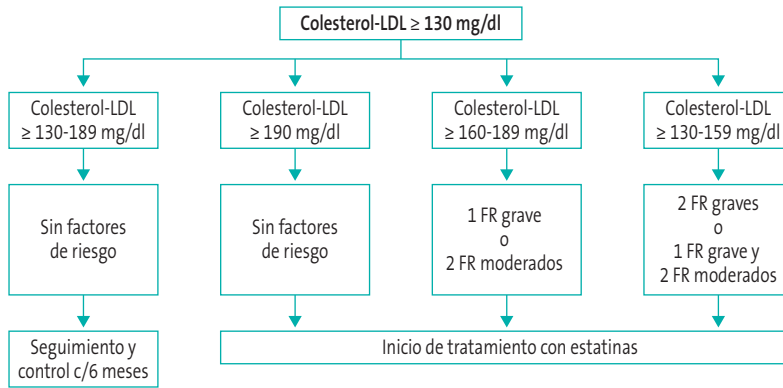 Colesterol-LDL ≥ 130 mg/dl
Colesterol-LDL
≥ 130-189 mg/dl
Colesterol-LDL
≥ 190 mg/dl
Colesterol-LDL
≥ 160-189 mg/dl
Colesterol-LDL
≥ 130-159 mg/dl
Sin factores
de riesgo
Sin factores
de riesgo
1 FR grave
o
2 FR moderados
2 FR graves
o
1 FR grave y
2 FR moderados
Seguimiento y
control c/6 meses
Inicio de tratamiento con estatinas